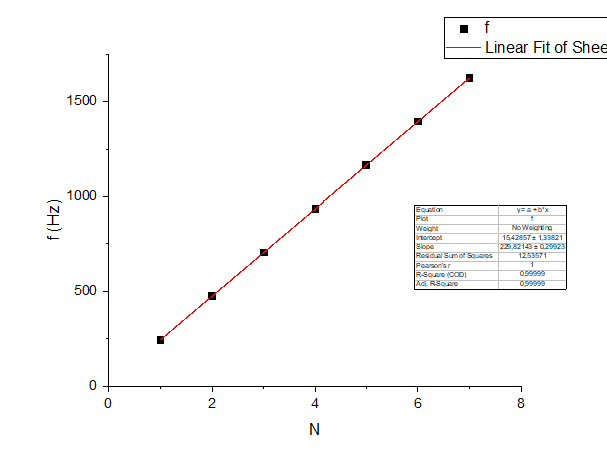 f
Linear Fit of Shee
f (Hz)
1500
1000
500
0
0 2 4 6 8
N
Equation y = a + b*x
Plot f
Weight No Weighting
Intercept 15,42857 ± 1,33821
Slope 229,82143 ± 0,29923
Residual Sum of Squares 12,53571
Pearson's r 1
R-Square (COD) 0,99999
Adj. R-Square 0,99999